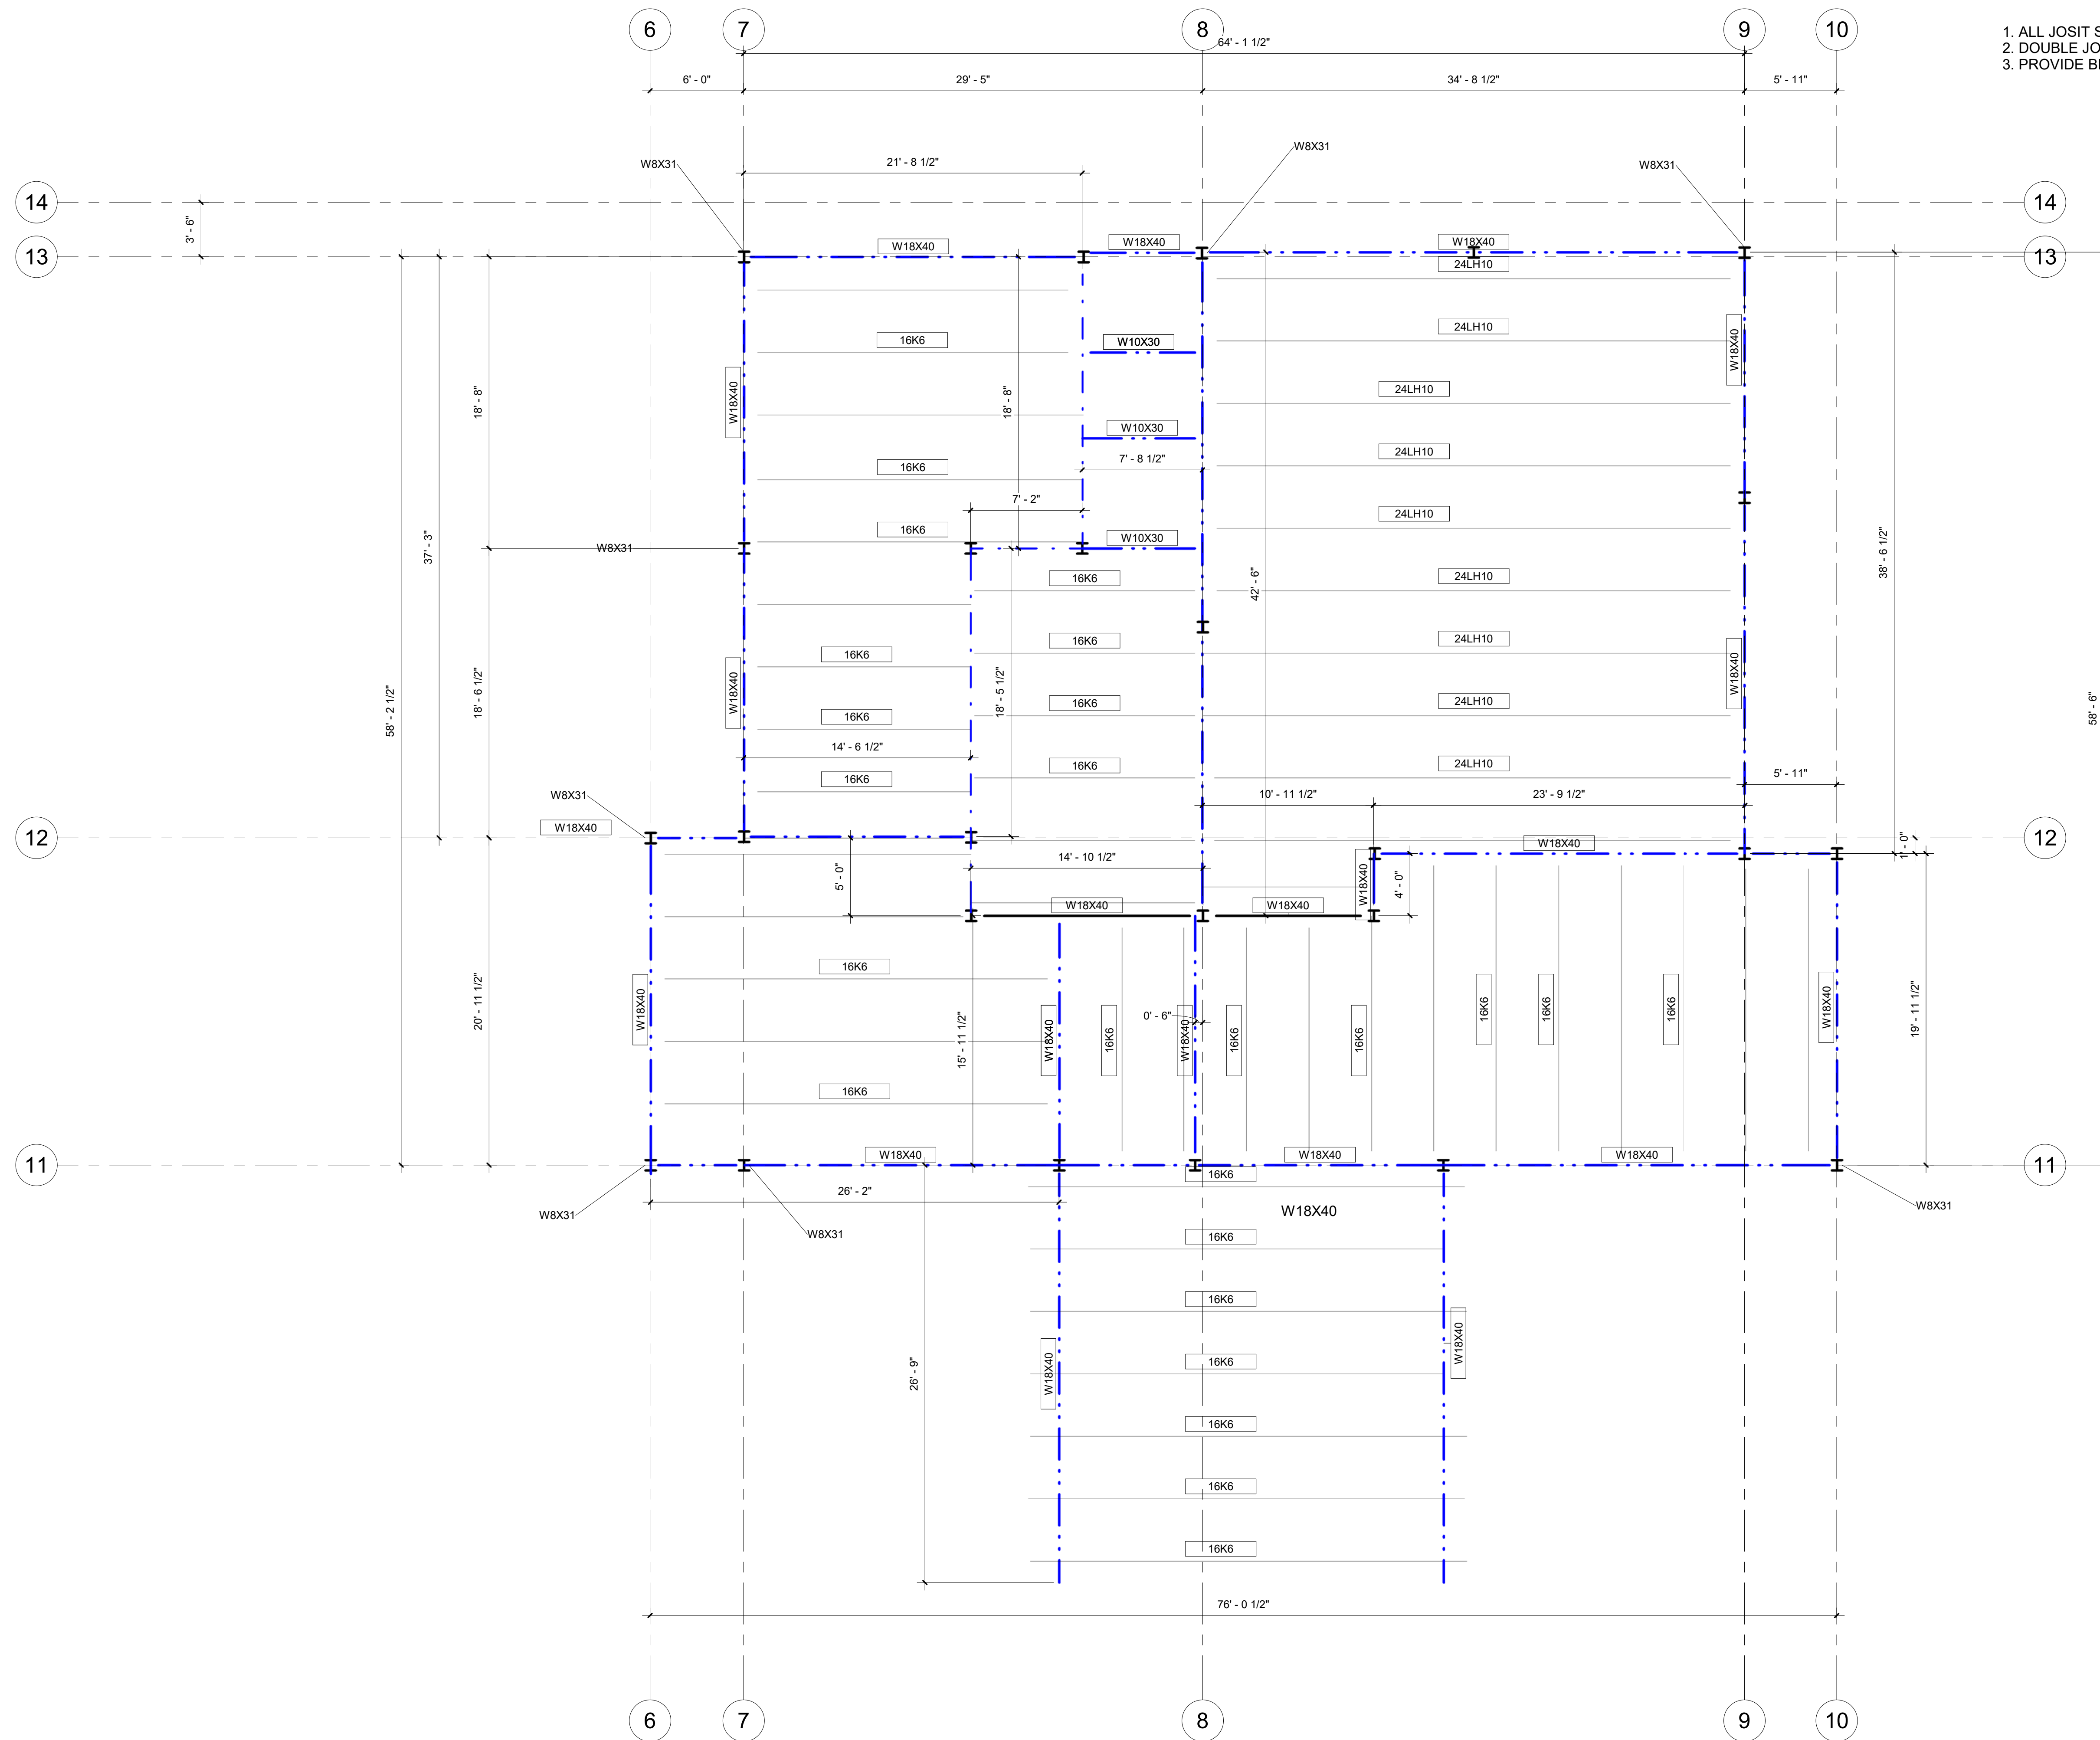 6
7
8
9
10
1. ALL JOSIT S
2. DOUBLE JO
3. PROVIDE B
64' - 1 1/2"
6' - 0"
29' - 5"
34' - 8 1/2"
5' - 11"
W8X31
W8X31
W8X31
21' - 8 1/2"
14
14
3' - 6"
13
13
W18X40
W18X40
W18X40
24LH10
24LH10
16K6
W10X30
W18X40
W18X40
18' - 8"
18' - 8"
24LH10
W10X30
24LH10
7' - 8 1/2"
16K6
7' - 2"
24LH10
16K6
W10X30
W8X31
37' - 3"
38' - 6 1/2"
42' - 6"
16K6
24LH10
16K6
24LH10
16K6
W18X40
W18X40
58' - 2 1/2"
18' - 6 1/2"
18' - 5 1/2"
16K6
24LH10
58' - 6"
16K6
14' - 6 1/2"
16K6
24LH10
16K6
5' - 11"
W8X31
10' - 11 1/2"
23' - 9 1/2"
W18X40
12
12
W18X40
1' - 0"
14' - 10 1/2"
5' - 0"
W18X40
4' - 0"
W18X40
W18X40
16K6
W18X40
20' - 11 1/2"
15' - 11 1/2"
W18X40
16K6
0' - 6"
W18X40
16K6
16K6
16K6
16K6
16K6
W18X40
19' - 11 1/2"
16K6
11
11
W18X40
W18X40
W18X40
16K6
26' - 2"
W8X31
W8X31
W18X40
W8X31
16K6
16K6
W18X40
W18X40
26' - 9"
16K6
16K6
16K6
16K6
76' - 0 1/2"
6
7
8
9
10